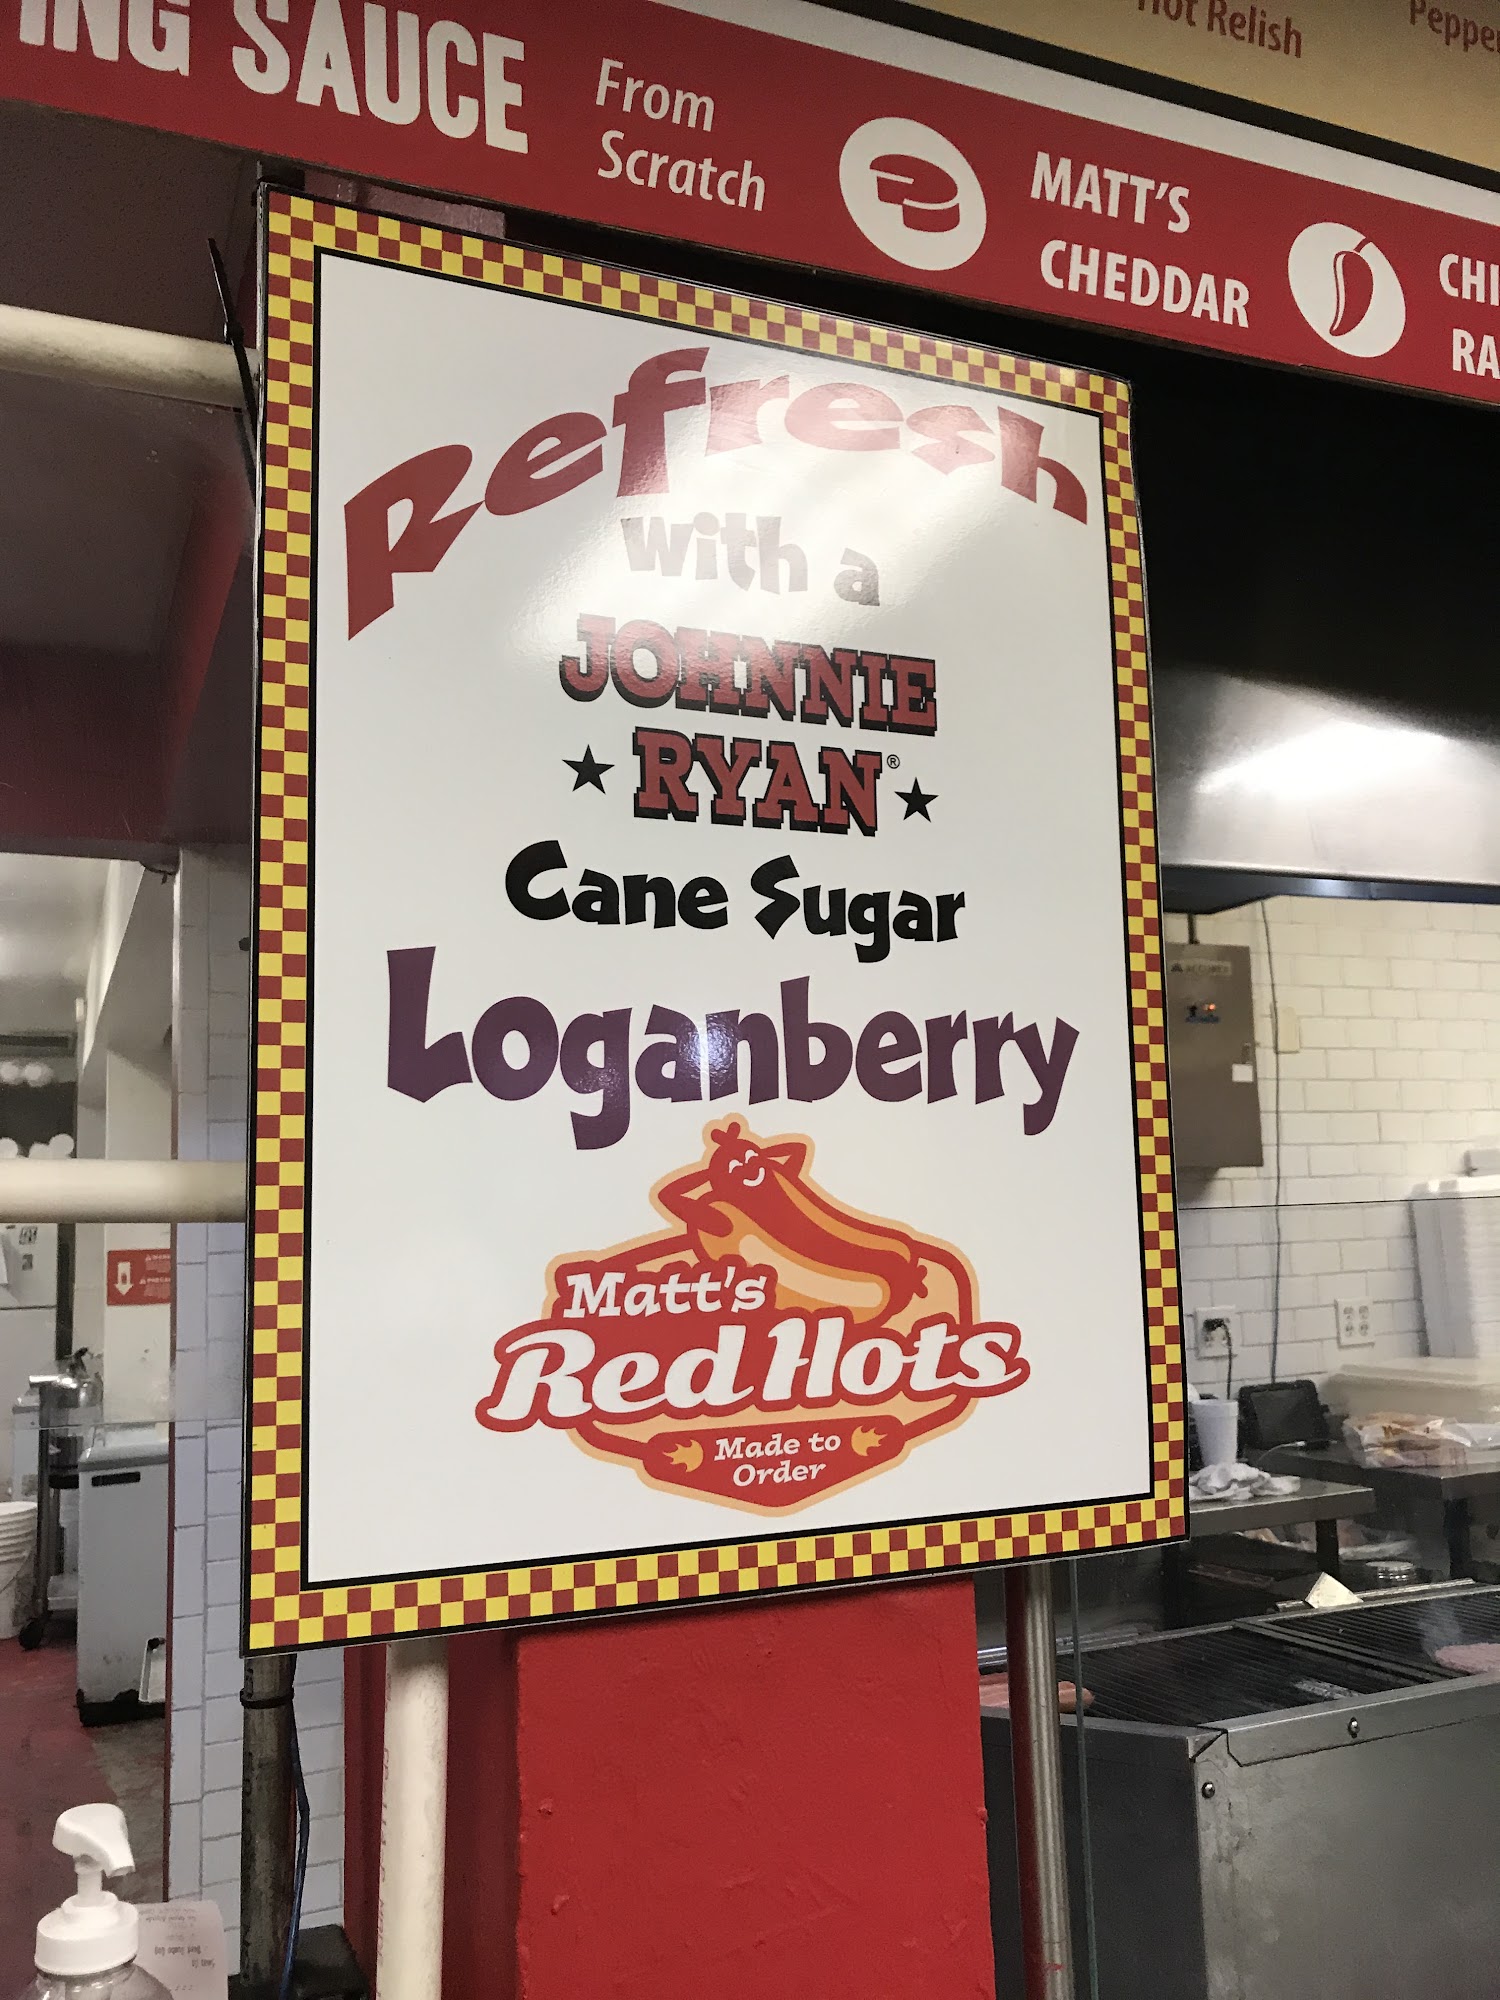 Hot Relish
ING SAUCE
From
Scratch
MATT'S
CHEDDAR
Refresh
with a
JOHNNIE
RYAN®
Cane Sugar
Loganberry
Matt's
Red Hots
Made to
Order